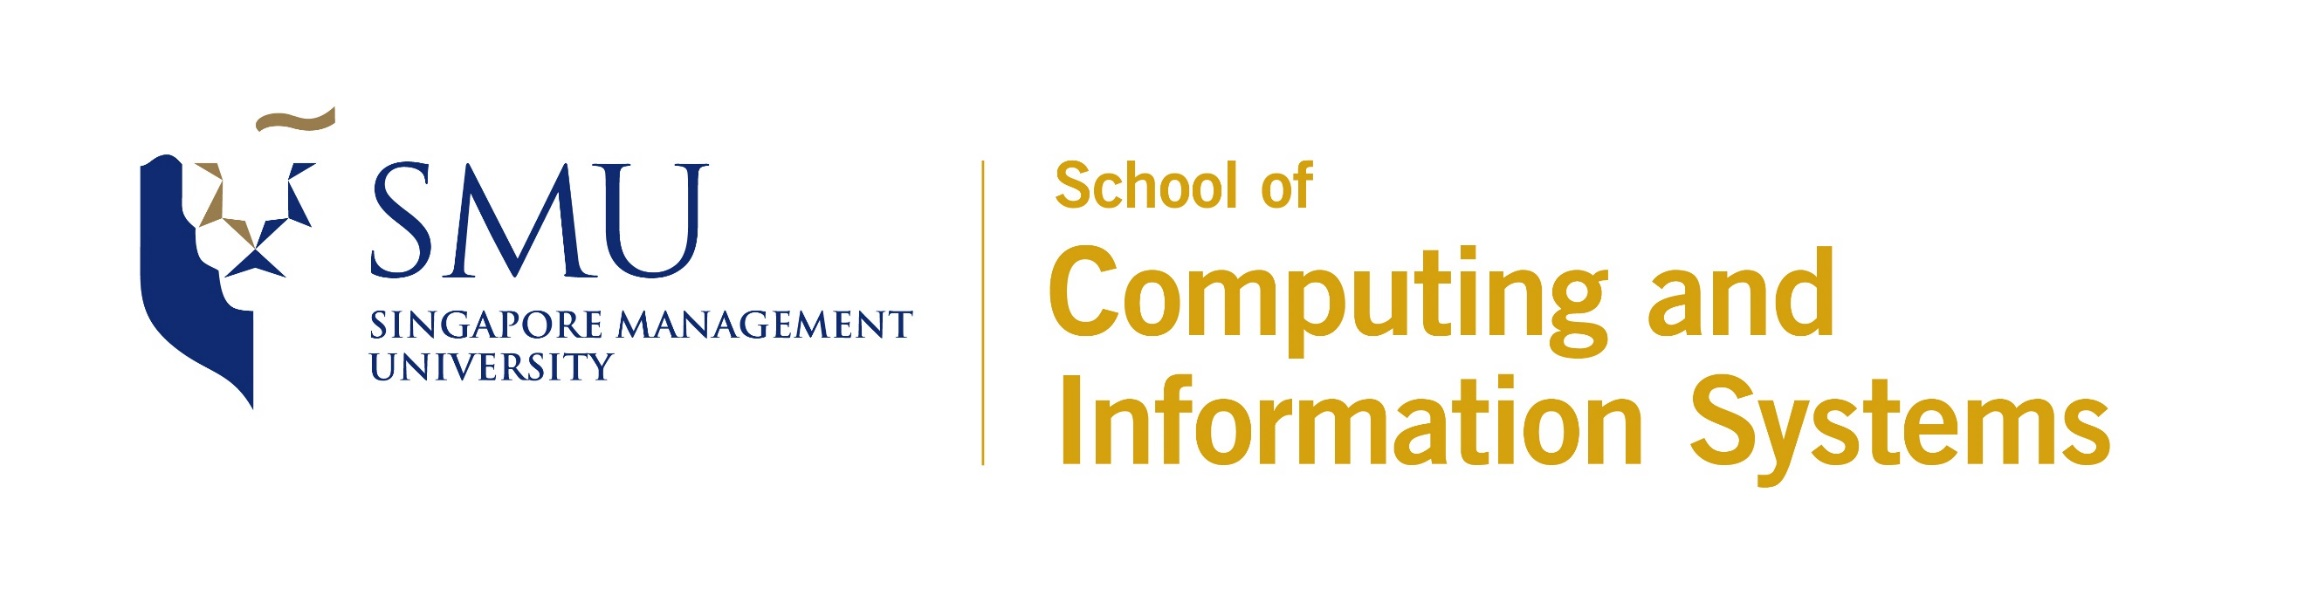 SMU
SINGAPORE MANAGEMENT
UNIVERSITY
School of
Computing and
Information Systems